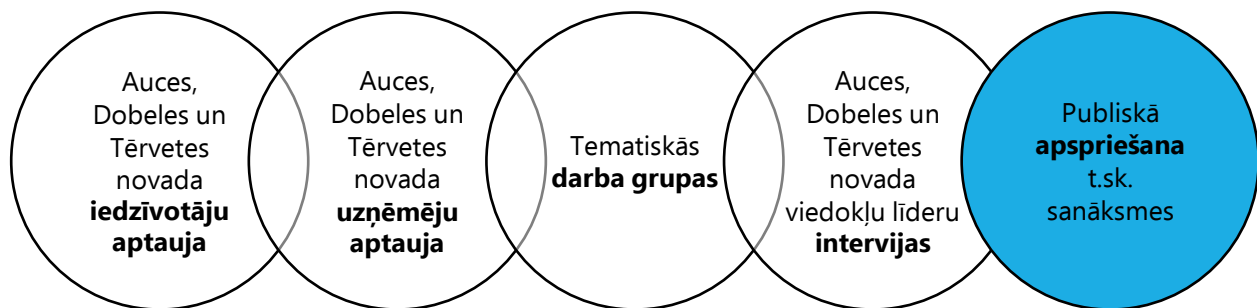 Auces,
Dobeles un
Tērvetes
novada
iedzīvotāju
aptauja
Auces,
Dobeles un
Tērvetes
novada
uzņēmēju
aptauja
Tematiskās
darba grupas
Auces,
Dobeles un
Tērvetes
novada
viedokļu līderu
intervijas
Publiskā
apspriešana
t.sk.
sanāksmes